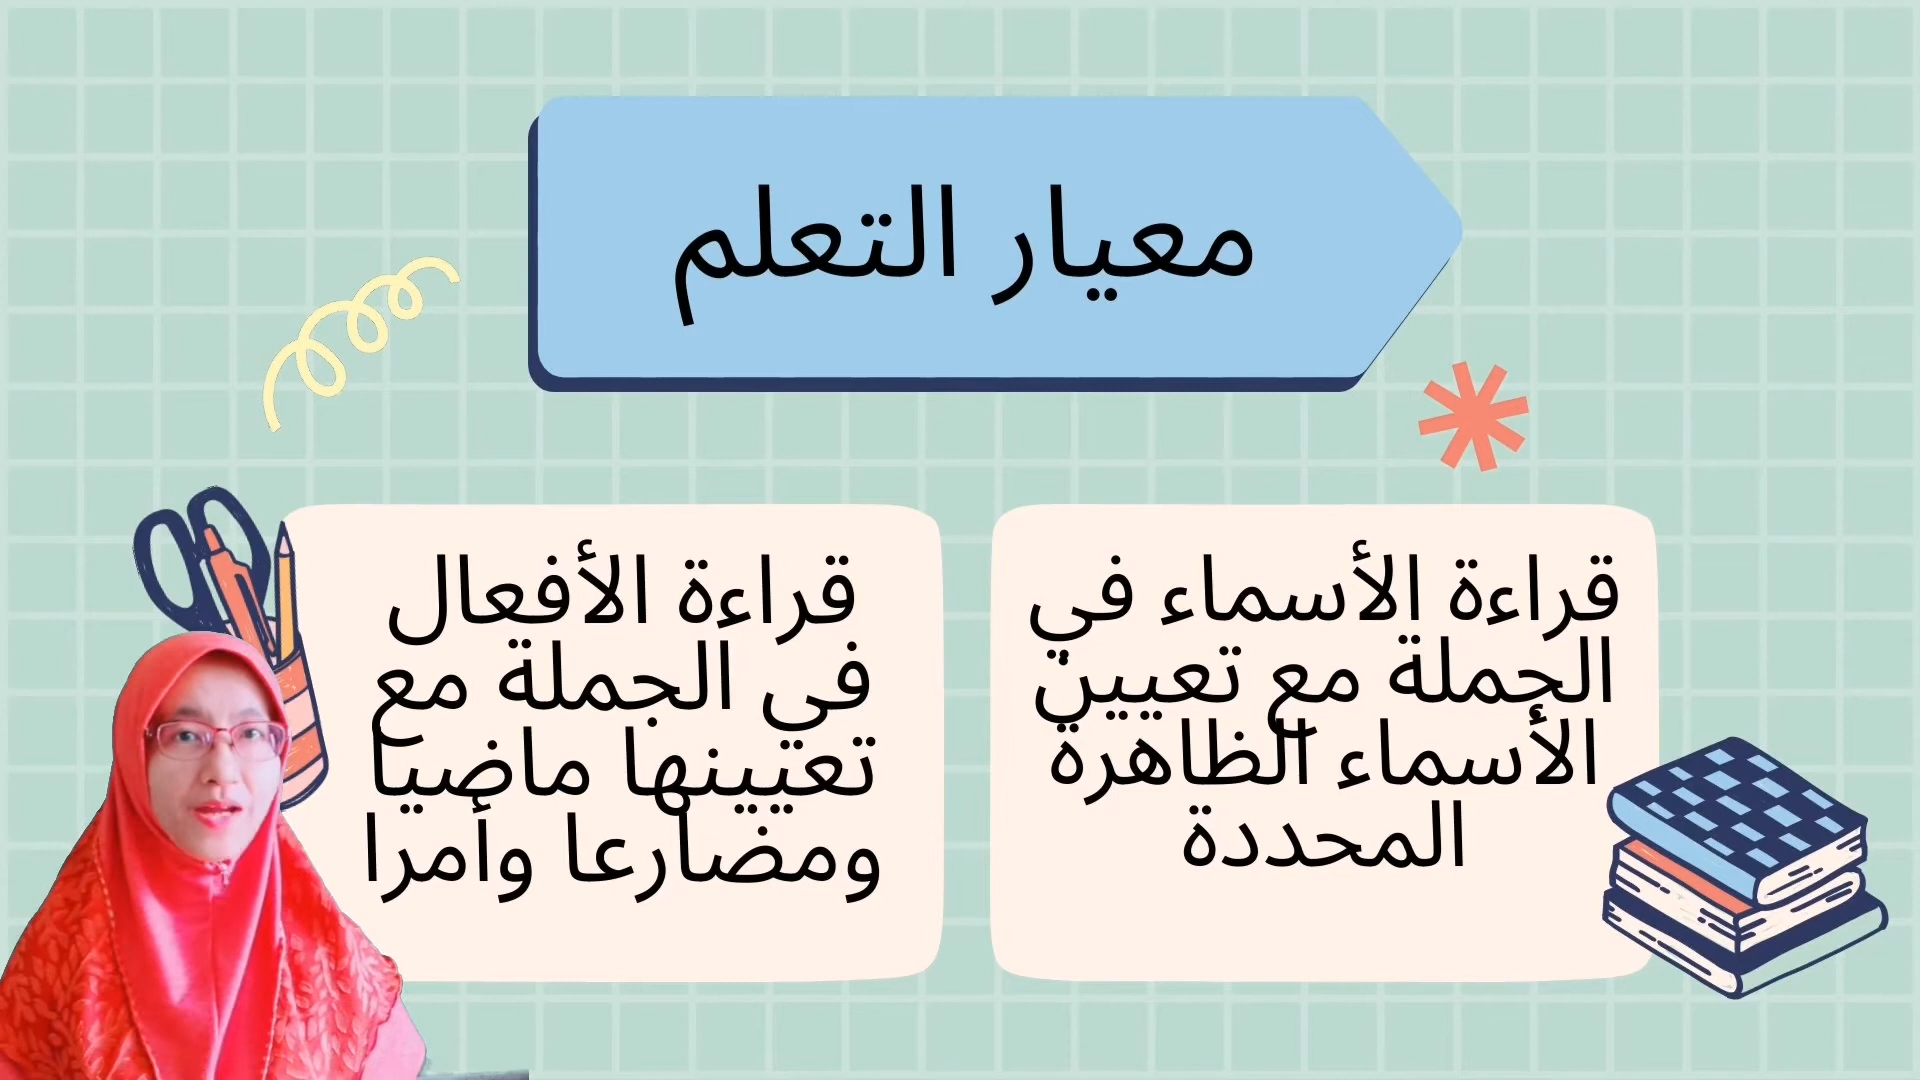 معيار التعلم
قراءة الأسماء في
الجملة مع تعيين
الأسماء الظاهرة
المحددة
قراءة الأفعال
في الجملة مع
تعيينها ماضيا
ومضارعا وأمرا